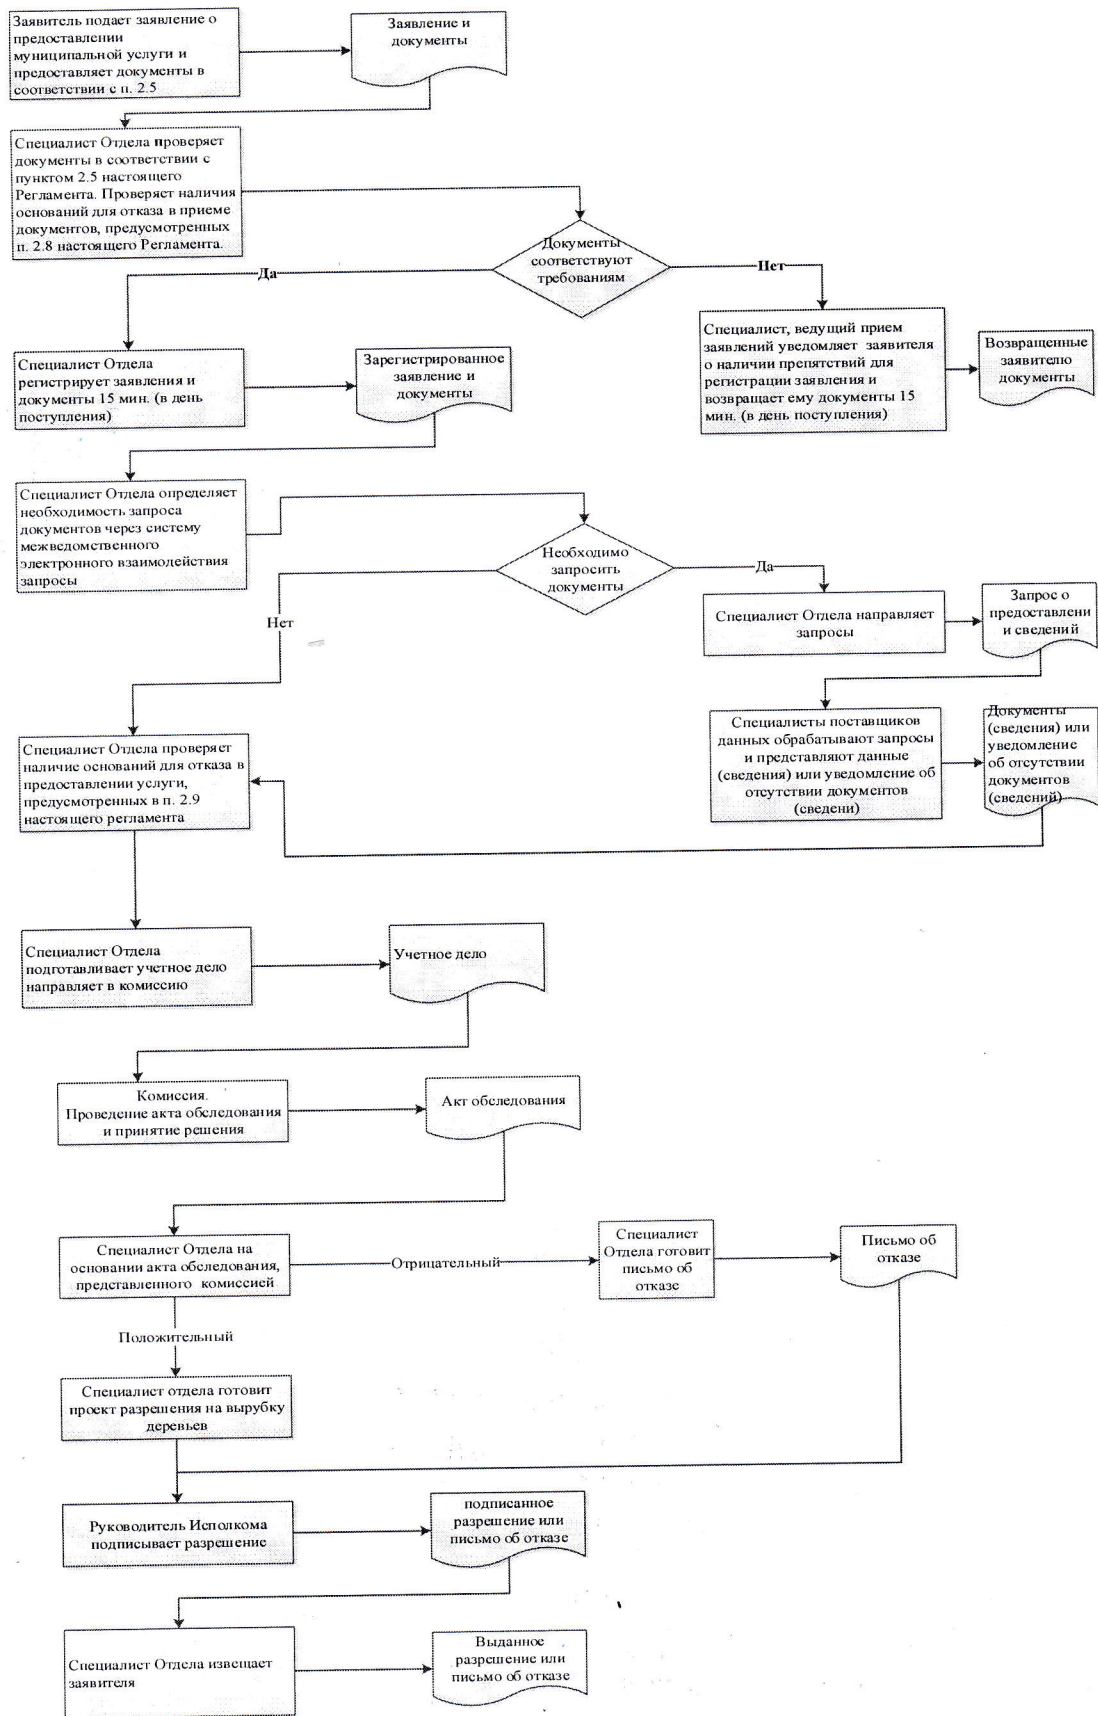 Заявитель подает заявление о
предоставлении
муниципальной услуги и
предоставляет документы в
соответствии с п. 2.5
Заявление и
документы
Специалист Отдела проверяет
документы в соответствии с
пунктом 2.5 настоящего
Регламента. Проверяет наличия
оснований для отказа в приеме
документов, предусмотренных
п. 2.8 настоящего Регламента.
Документы
соответствуют
требованиям
Да
Нет
Специалист Отдела
регистрирует заявления и
документы 15 мин. (в день
поступления)
Зарегистрированное
заявление и
документы
Специалист, ведущий прием
заявлений уведомляет заявителя
о наличии препятствий для
регистрации заявления и
возвращает ему документы 15
мин. (в день поступления)
Возвращенные
заявителю
документы
Специалист Отдела определяет
необходимость запроса
документов через систему
межведомственного
электронного взаимодействия
запросы
Необходимо
запросить
документы
Да
Нет
Специалист Отдела направляет
запросы
Запрос о
предоставлени
и сведений
Специалисты поставщиков
данных обрабатывают запросы
и представляют данные
(сведения) или уведомление об
отсутствии документов
(сведени)
Документы
(сведения) или
уведомление
об отсутствии
документов
(сведений)
Специалист Отдела проверяет
наличие оснований для отказа в
предоставлении услуги,
предусмотренных в п. 2.9
настоящего регламента
Специалист Отдела
подготавливает учетное дело
направляет в комиссию
Учетное дело
Комиссия.
Проведение акта обследования
и принятие решения
Акт обследования
Специалист Отдела на
основании акта обследования,
представленного комиссией
Отрицательный
Специалист
Отдела готовит
письмо об
отказе
Письмо об
отказе
Положительный
Специалист отдела готовит
проект разрешения на вырубку
деревьев
Руководитель Исполкома
подписывает разрешение
подписанное
разрешение или
письмо об отказе
Специалист Отдела извещает
заявителя
Выданное
разрешение или
письмо об отказе